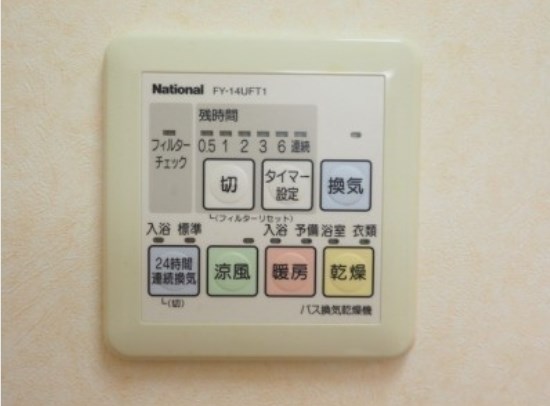 National FY-14UFT1
残時間
フィルター
チェック
0.5 1 2 3 6 連続
切
タイマー
設定
換気
└(フィルターリセット)
入浴 標準 入浴 予備 浴室 衣類
24時間
連続換気
涼風
暖房
乾燥
└(切)
バス換気乾燥機